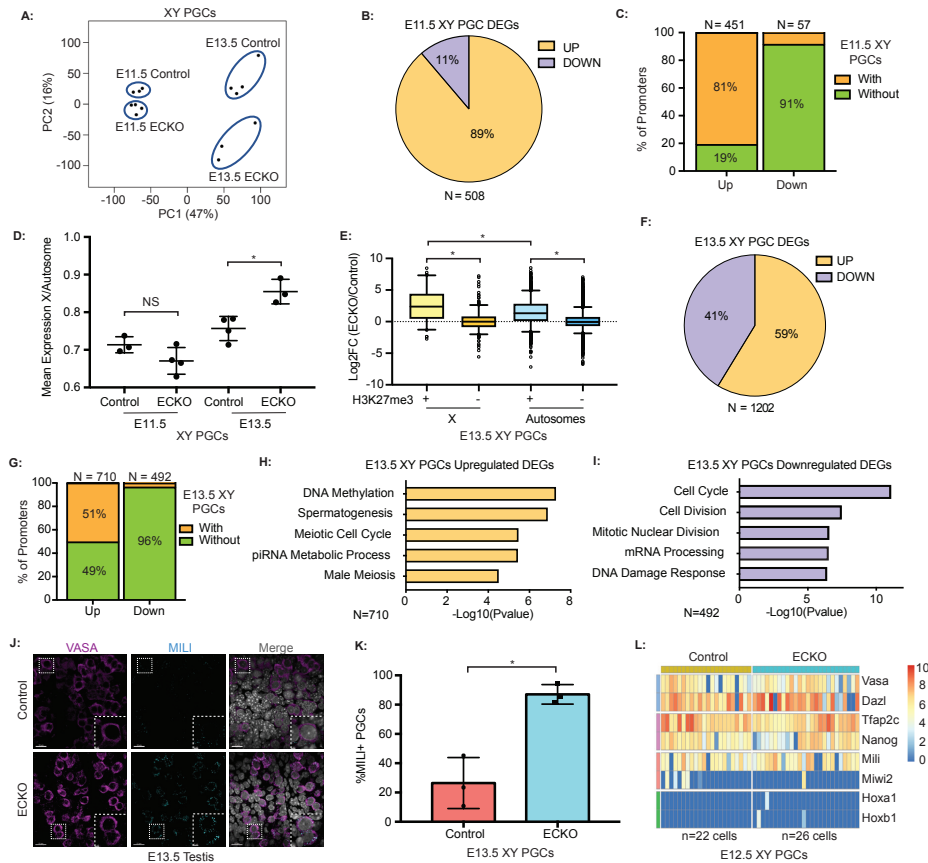 A:
XY PGCs
PC2 (16%)
100
50
0
-50
-100
E11.5 Control
E11.5 ECKO
E13.5 Control
E13.5 ECKO
-100 -50 0 50 100
PC1 (47%)
B:
E11.5 XY PGC DEGs
UP
DOWN
11%
89%
N = 508
C:
N = 451 N = 57
% of Promoters
100
80
60
40
20
0
81%
19%
91%
Up Down
E11.5 XY
PGCs
With
Without
D:
Mean Expression X/Autosome
1.0
0.9
0.8
0.7
0.6
NS
*
Control ECKO Control ECKO
E11.5 E13.5
XY PGCs
E:
Log2FC (ECKO/Control)
10
5
0
-5
-10
*
*
*
H3K27me3 + - + -
X Autosomes
E13.5 XY PGCs
F:
E13.5 XY PGC DEGs
UP
DOWN
41%
59%
N = 1202
G:
N = 710 N = 492
% of Promoters
100
80
60
40
20
0
51%
49%
96%
Up Down
E13.5 XY
PGCs
With
Without
H:
E13.5 XY PGCs Upregulated DEGs
DNA Methylation
Spermatogenesis
Meiotic Cell Cycle
piRNA Metabolic Process
Male Meiosis
0 2 4 6 8
N=710
-Log10(Pvalue)
I:
E13.5 XY PGCs Downregulated DEGs
Cell Cycle
Cell Division
Mitotic Nuclear Division
mRNA Processing
DNA Damage Response
0 5 10
N=492
-Log10(Pvalue)
J:
VASA MILI Merge
Control
ECKO
E13.5 Testis
K:
%MILI+ PGCs
100
80
60
40
20
0
*
Control ECKO
E13.5 XY PGCs
L:
Control ECKO
Vasa
Dazl
Tfap2c
Nanog
Mili
Miwi2
Hoxa1
Hoxb1
10
8
6
4
2
0
n=22 cells n=26 cells
E12.5 XY PGCs